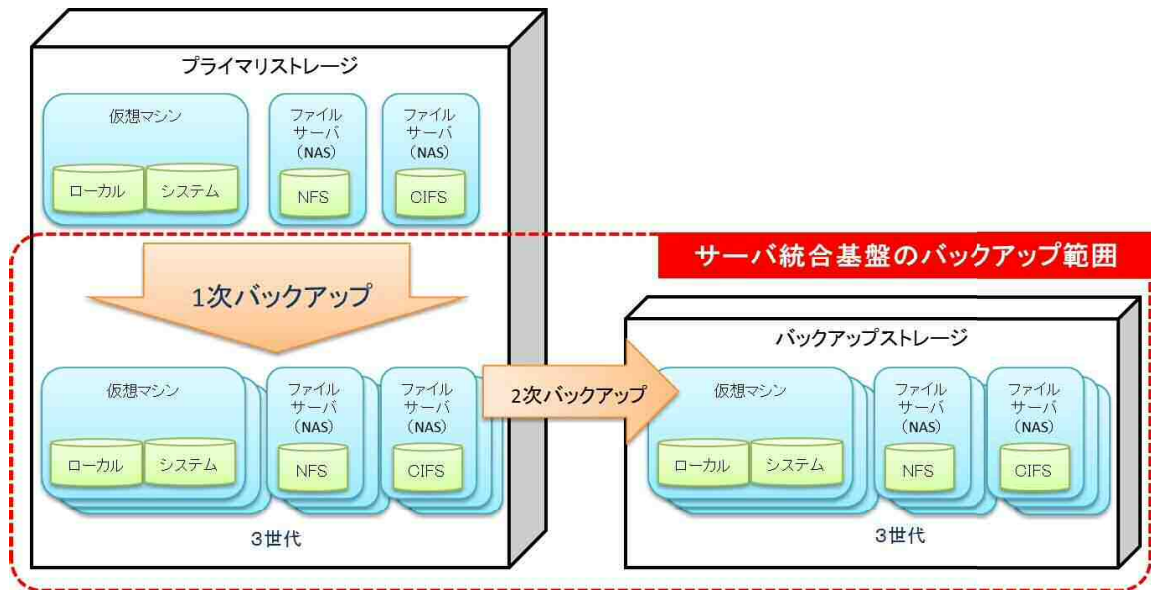 プライマリストレージ
仮想マシン
ローカル
システム
ファイル
サーバ
(NAS)
NFS
ファイル
サーバ
(NAS)
CIFS
サーバ統合基盤のバックアップ範囲
1次バックアップ
仮想マシン
ローカル
システム
ファイル
サーバ
(NAS)
NFS
ファイル
サーバ
(NAS)
CIFS
3世代
2次バックアップ
バックアップストレージ
仮想マシン
ローカル
システム
ファイル
サーバ
(NAS)
NFS
ファイル
サーバ
(NAS)
CIFS
3世代